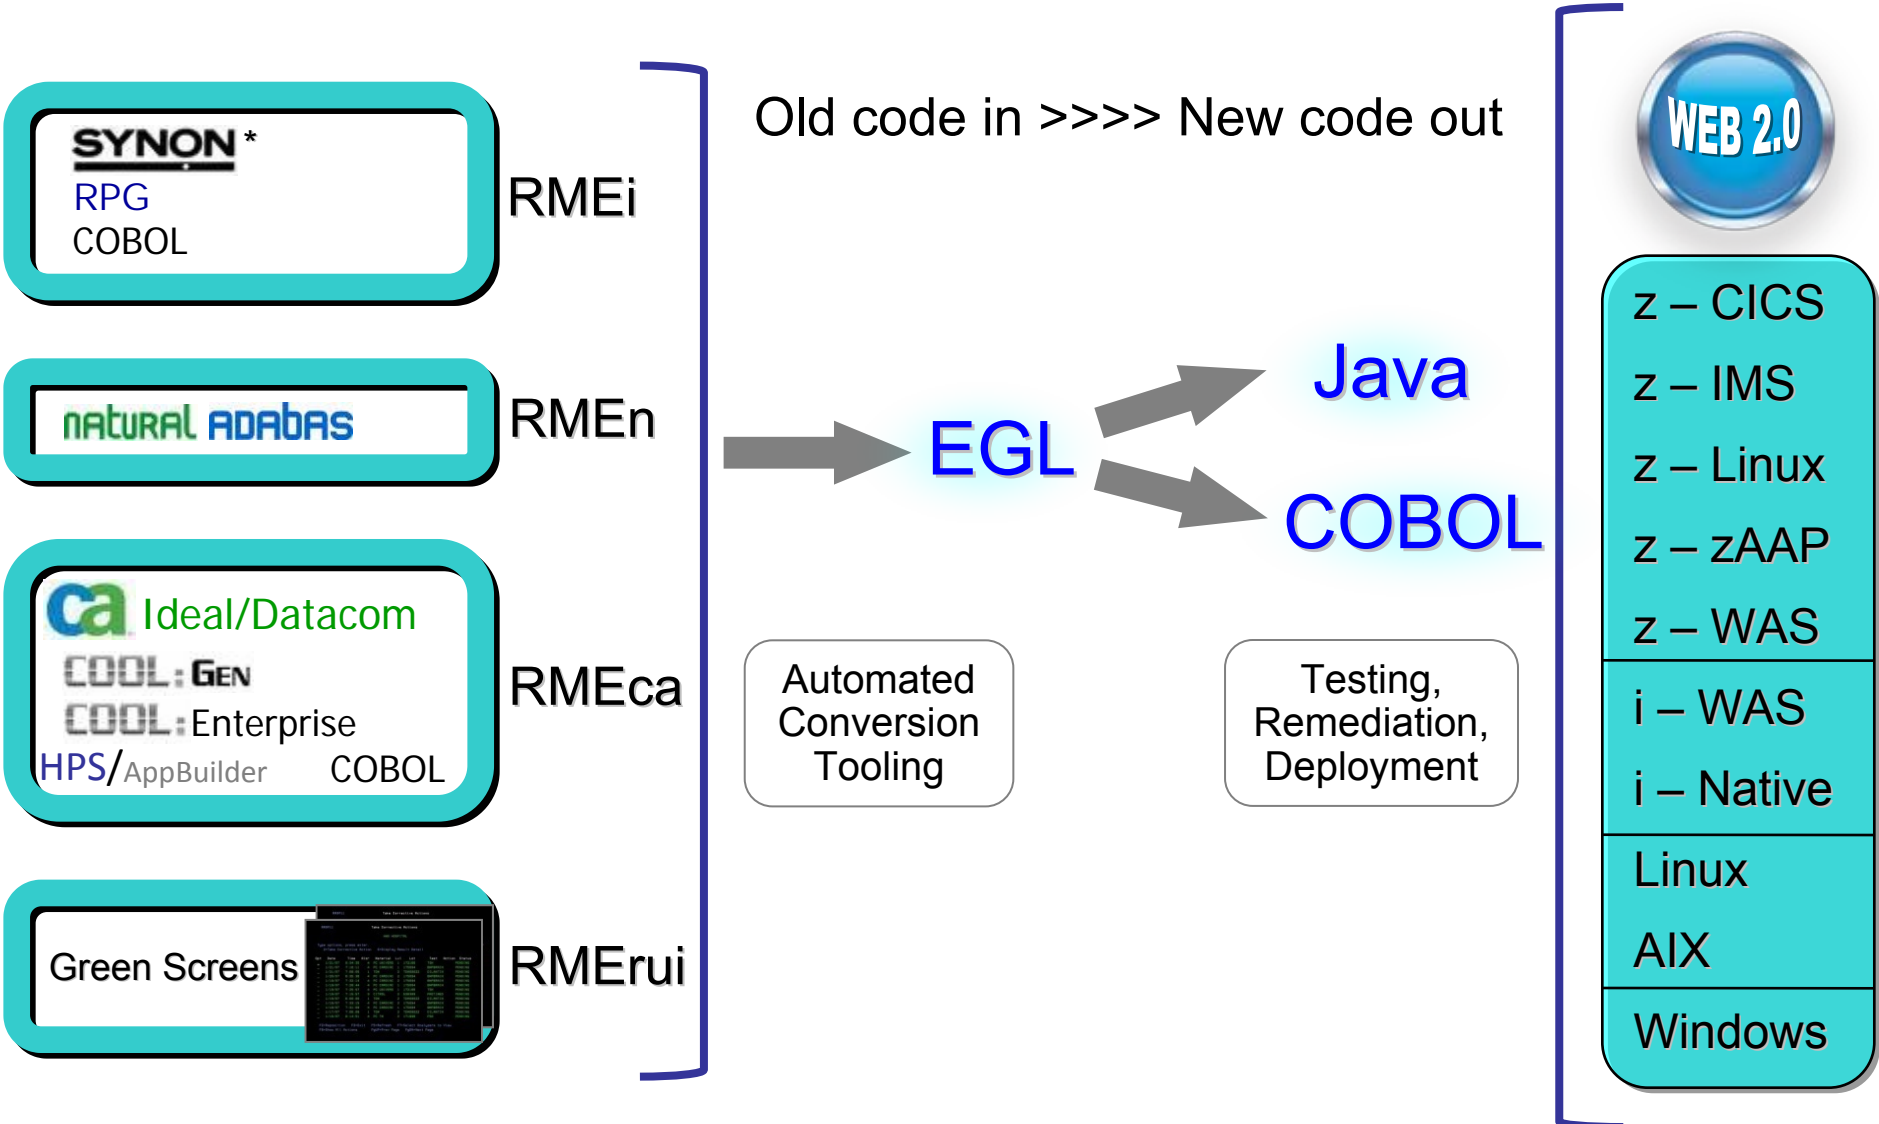 Old code in >>>> New code out
SYNON *
RPG
COBOL
RMEi
natural ADABAS
RMEn
ca Ideal/Datacom
COOL:GEN
COOL:Enterprise
HPS/AppBuilder COBOL
RMEca
Green Screens
RMErui
EGL
Java
COBOL
Automated
Conversion
Tooling
Testing,
Remediation,
Deployment
WEB 2.0
z – CICS
z – IMS
z – Linux
z – zAAP
z – WAS
i – WAS
i – Native
Linux
AIX
Windows